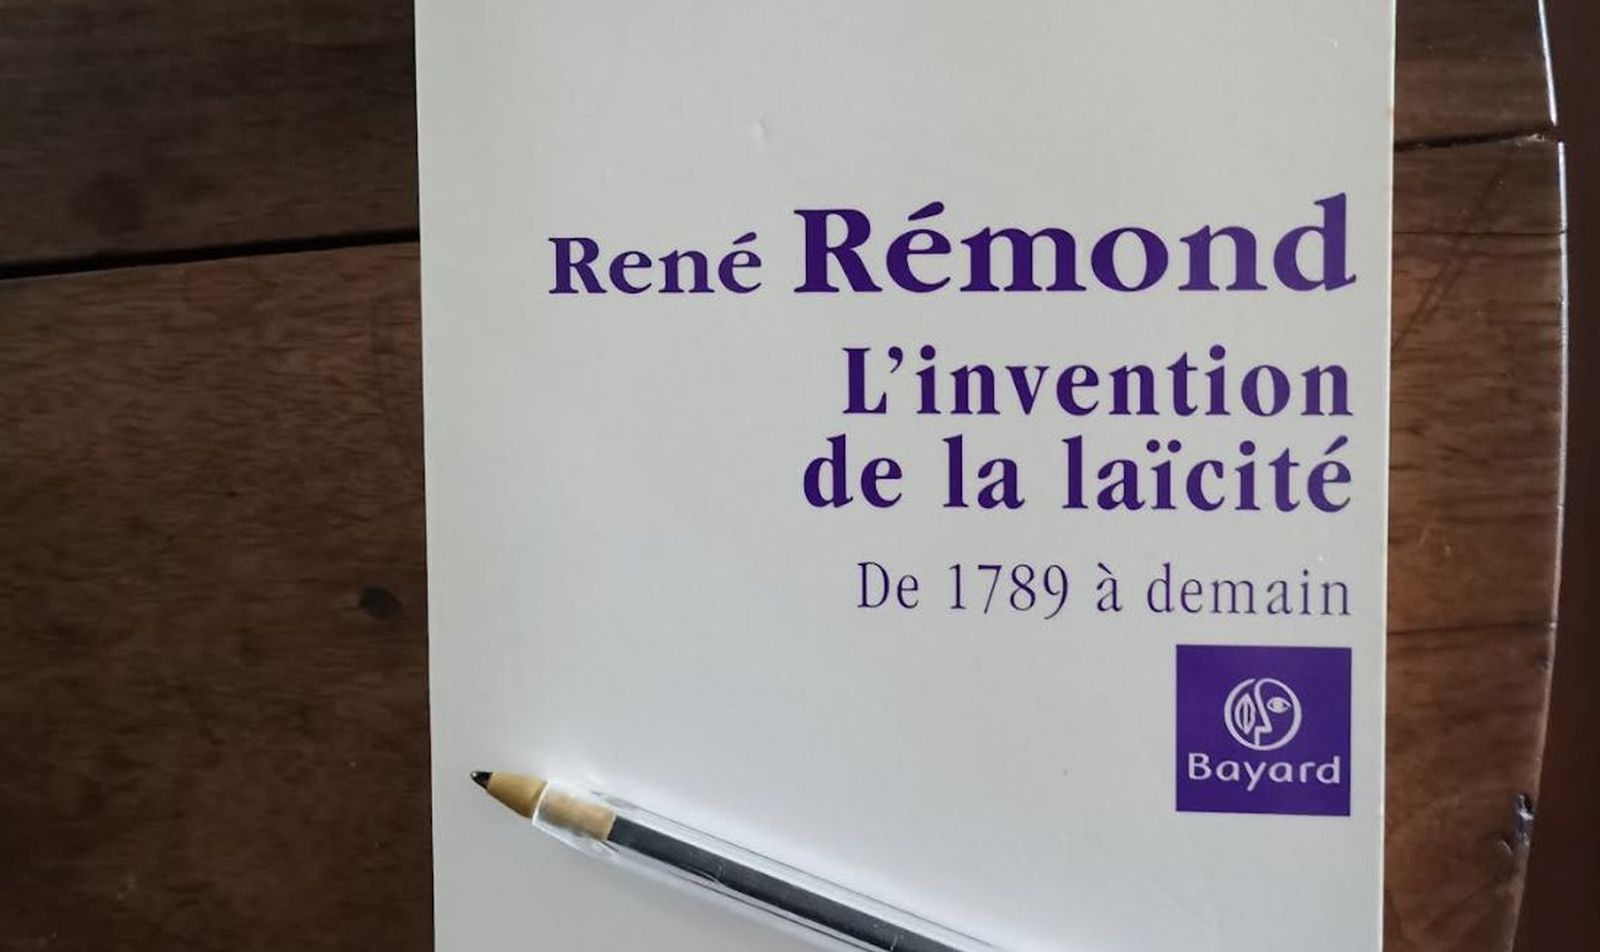 René Rémond
L'invention
de la laïcité
De 1789 à demain
Bayard